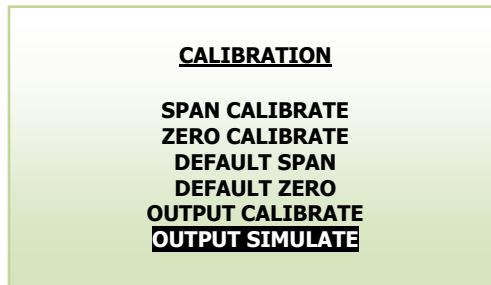 CALIBRATION
SPAN CALIBRATE
ZERO CALIBRATE
DEFAULT SPAN
DEFAULT ZERO
OUTPUT CALIBRATE
OUTPUT SIMULATE